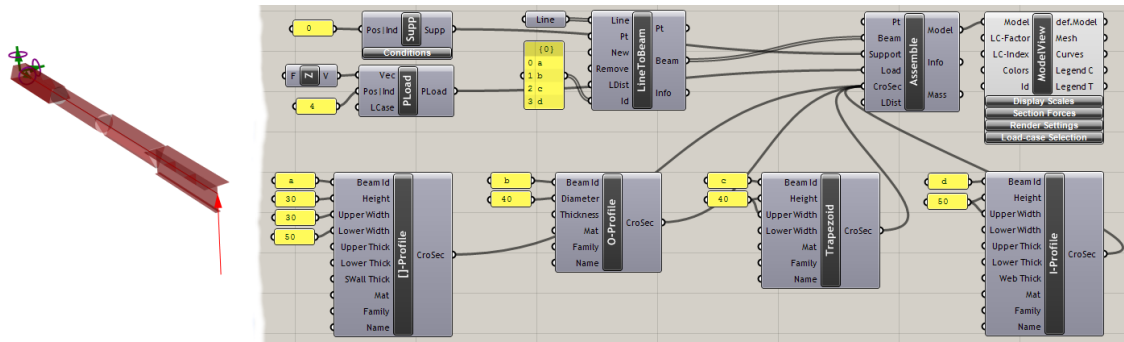 0
Pos|Ind
Supp
Supp
Conditions
F
Z
V
4
Vec
Pos|Ind
LCase
PLoad
PLoad
Line
{0}
0 a
1 b
2 c
3 d
Line
Pt
New
Remove
LDist
Id
LineToBeam
Pt
Beam
Info
Pt
Beam
Support
Load
CroSec
LDist
Assemble
Model
Info
Mass
Model
LC-Factor
LC-Index
Colors
Id
ModelView
def.Model
Mesh
Curves
Legend C
Legend T
Display Scales
Section Forces
Render Settings
Load-case Selection
a
30
30
50
Beam Id
Height
Upper Width
Lower Width
Upper Thick
Lower Thick
SWall Thick
Mat
Family
Name
[]-Profile
CroSec
b
40
Beam Id
Diameter
Thickness
Mat
Family
Name
O-Profile
CroSec
c
40
Beam Id
Height
Upper Width
Lower Width
Mat
Family
Name
Trapezoid
CroSec
d
50
Beam Id
Height
Upper Width
Lower Width
Upper Thick
Lower Thick
Web Thick
Mat
Family
Name
I-Profile
CroSec